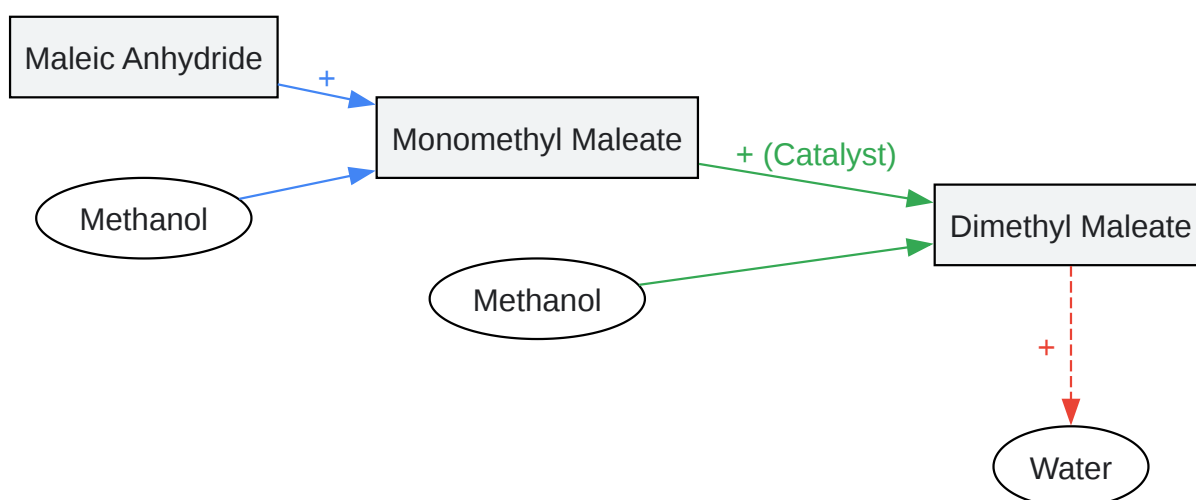 Maleic Anhydride
+
Monomethyl Maleate
Methanol
+ (Catalyst)
Dimethyl Maleate
Methanol
+
Water